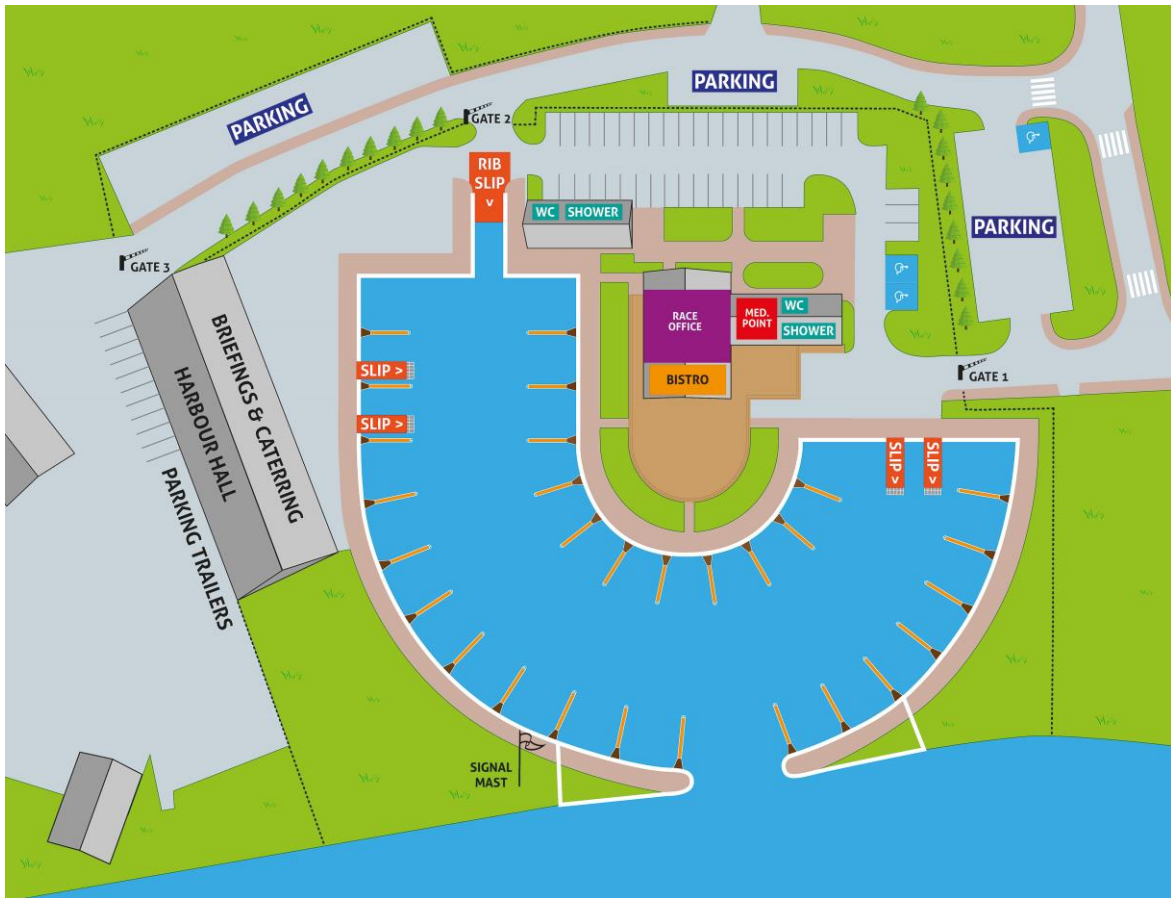 PARKING
PARKING
GATE 2
RIB
SLIP
>
WC SHOWER
PARKING
GATE 3
RACE
OFFICE
MED.
POINT
WC
SHOWER
BISTRO
GATE 1
SLIP >
SLIP >
SLIP >
SLIP >
BRIEFINGS & CATERRING
HARBOUR HALL
PARKING TRAILERS
SIGNAL
MAST